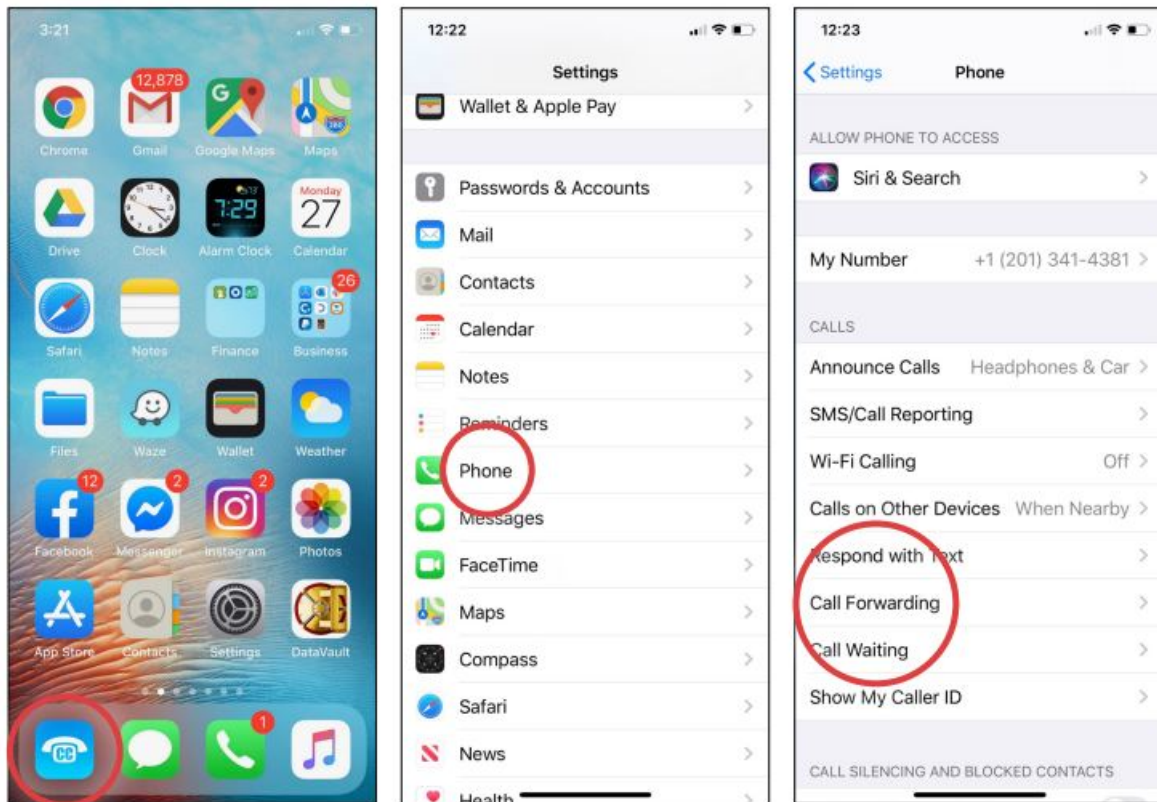 3:21
12,878
Chrome
Gmail
Google Maps
Maps
7:29
Monday
27
Drive
Clock
Alarm Clock
Calendar
26
Safari
Notes
Finance
Business
Files
Waze
Wallet
Weather
12
2
2
Facebook
Messenger
Instagram
Photos
App Store
Contacts
Settings
DataVault
CC
1
12:22
Settings
Wallet & Apple Pay
Passwords & Accounts
Mail
Contacts
Calendar
Notes
Reminders
Phone
Messages
FaceTime
Maps
Compass
Safari
News
Health
12:23
Settings Phone
ALLOW PHONE TO ACCESS
Siri & Search
My Number +1 (201) 341-4381
CALLS
Announce Calls Headphones & Car
SMS/Call Reporting
Wi-Fi Calling Off
Calls on Other Devices When Nearby
Respond with Text
Call Forwarding
Call Waiting
Show My Caller ID
CALL SILENCING AND BLOCKED CONTACTS